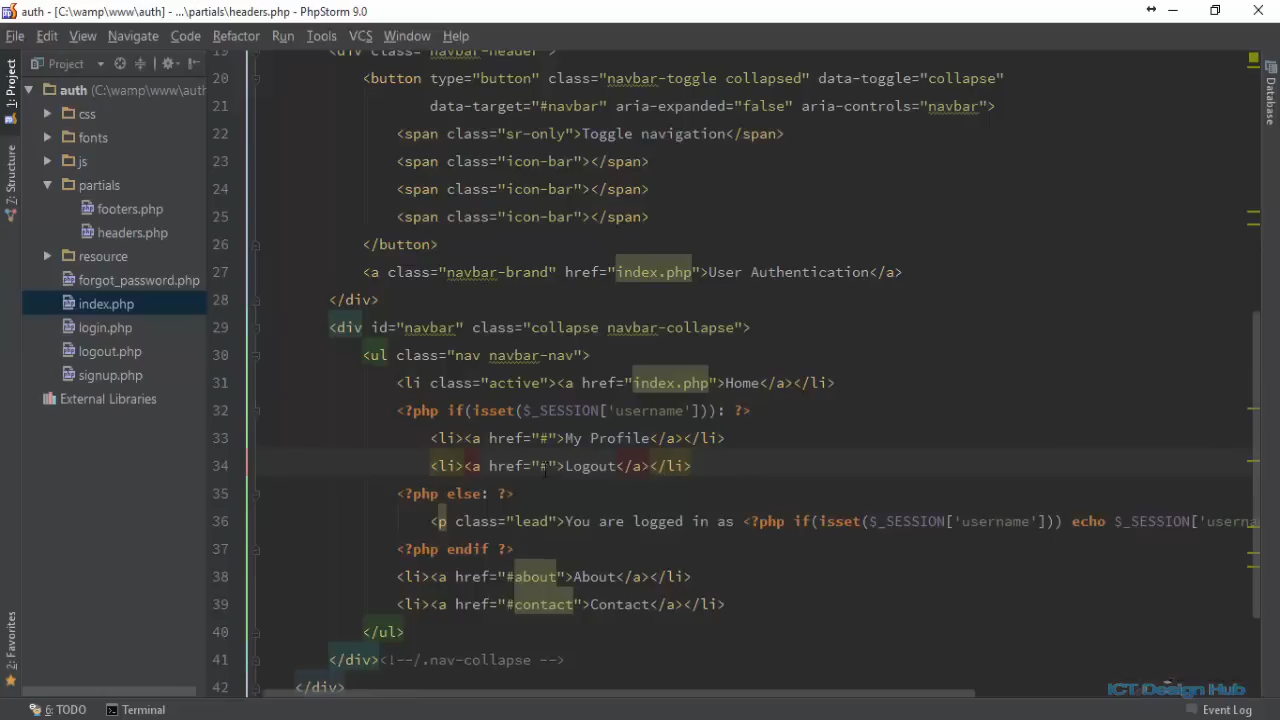 auth - [C:\wamp\www\auth] - ...\partials\headers.php - PhpStorm 9.0
File Edit View Navigate Code Refactor Run Tools VCS Window Help
Project
1: Project
Z: Structure
2: Favorites
auth (C:\wamp\www\auth
css
fonts
js
partials
footers.php
headers.php
resource
forgot_password.php
index.php
login.php
logout.php
signup.php
External Libraries
19 <div class="navbar-header">
20 <button type="button" class="navbar-toggle collapsed" data-toggle="collapse"
21 data-target="#navbar" aria-expanded="false" aria-controls="navbar">
22 <span class="sr-only">Toggle navigation</span>
23 <span class="icon-bar"></span>
24 <span class="icon-bar"></span>
25 <span class="icon-bar"></span>
26 </button>
27 <a class="navbar-brand" href="index.php">User Authentication</a>
28 </div>
29 <div id="navbar" class="collapse navbar-collapse">
30 <ul class="nav navbar-nav">
31 <li class="active"><a href="index.php">Home</a></li>
32 <?php if(isset($_SESSION['username'])): ?>
33 <li><a href="#">My Profile</a></li>
34 <li><a href="#">Logout</a></li>
35 <?php else: ?>
36 <p class="lead">You are logged in as <?php if(isset($_SESSION['username'])) echo $_SESSION['userna
37 <?php endif ?>
38 <li><a href="#about">About</a></li>
39 <li><a href="#contact">Contact</a></li>
40 </ul>
41 </div><!--/.nav-collapse -->
42 </div>
Database
ICT Design Hub
6: TODO Terminal Event Log